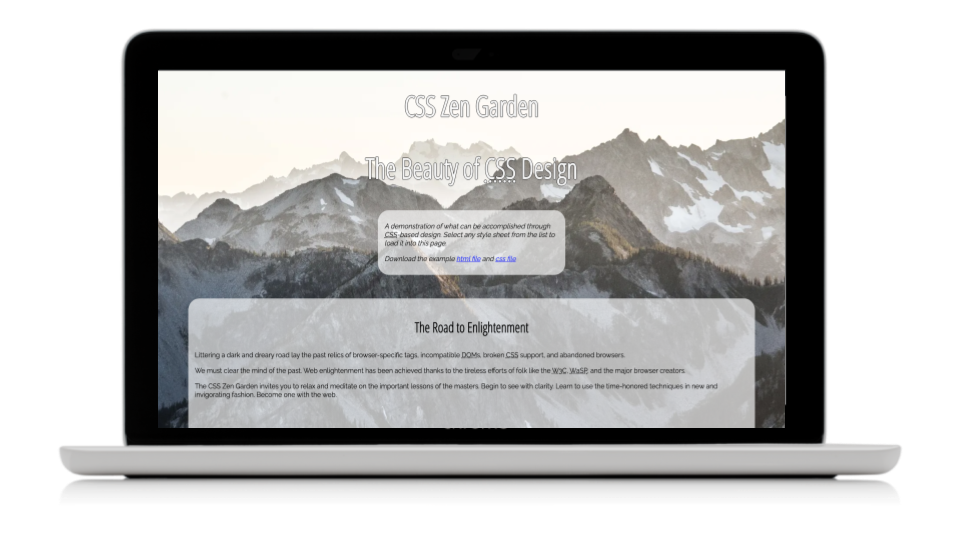 CSS Zen Garden
The Beauty of CSS Design
A demonstration of what can be accomplished through
CSS-based design. Select any style sheet from the list to
load it into this page.
Download the example html file and css file
The Road to Enlightenment
Littering a dark and dreary road lay the past relics of browser-specific tags, incompatible DOMs, broken CSS support, and abandoned browsers.
We must clear the mind of the past. Web enlightenment has been achieved thanks to the tireless efforts of folk like the W3C, WaSP, and the major browser creators.
The CSS Zen Garden invites you to relax and meditate on the important lessons of the masters. Begin to see with clarity. Learn to use the time-honored techniques in new and
invigorating fashion. Become one with the web.